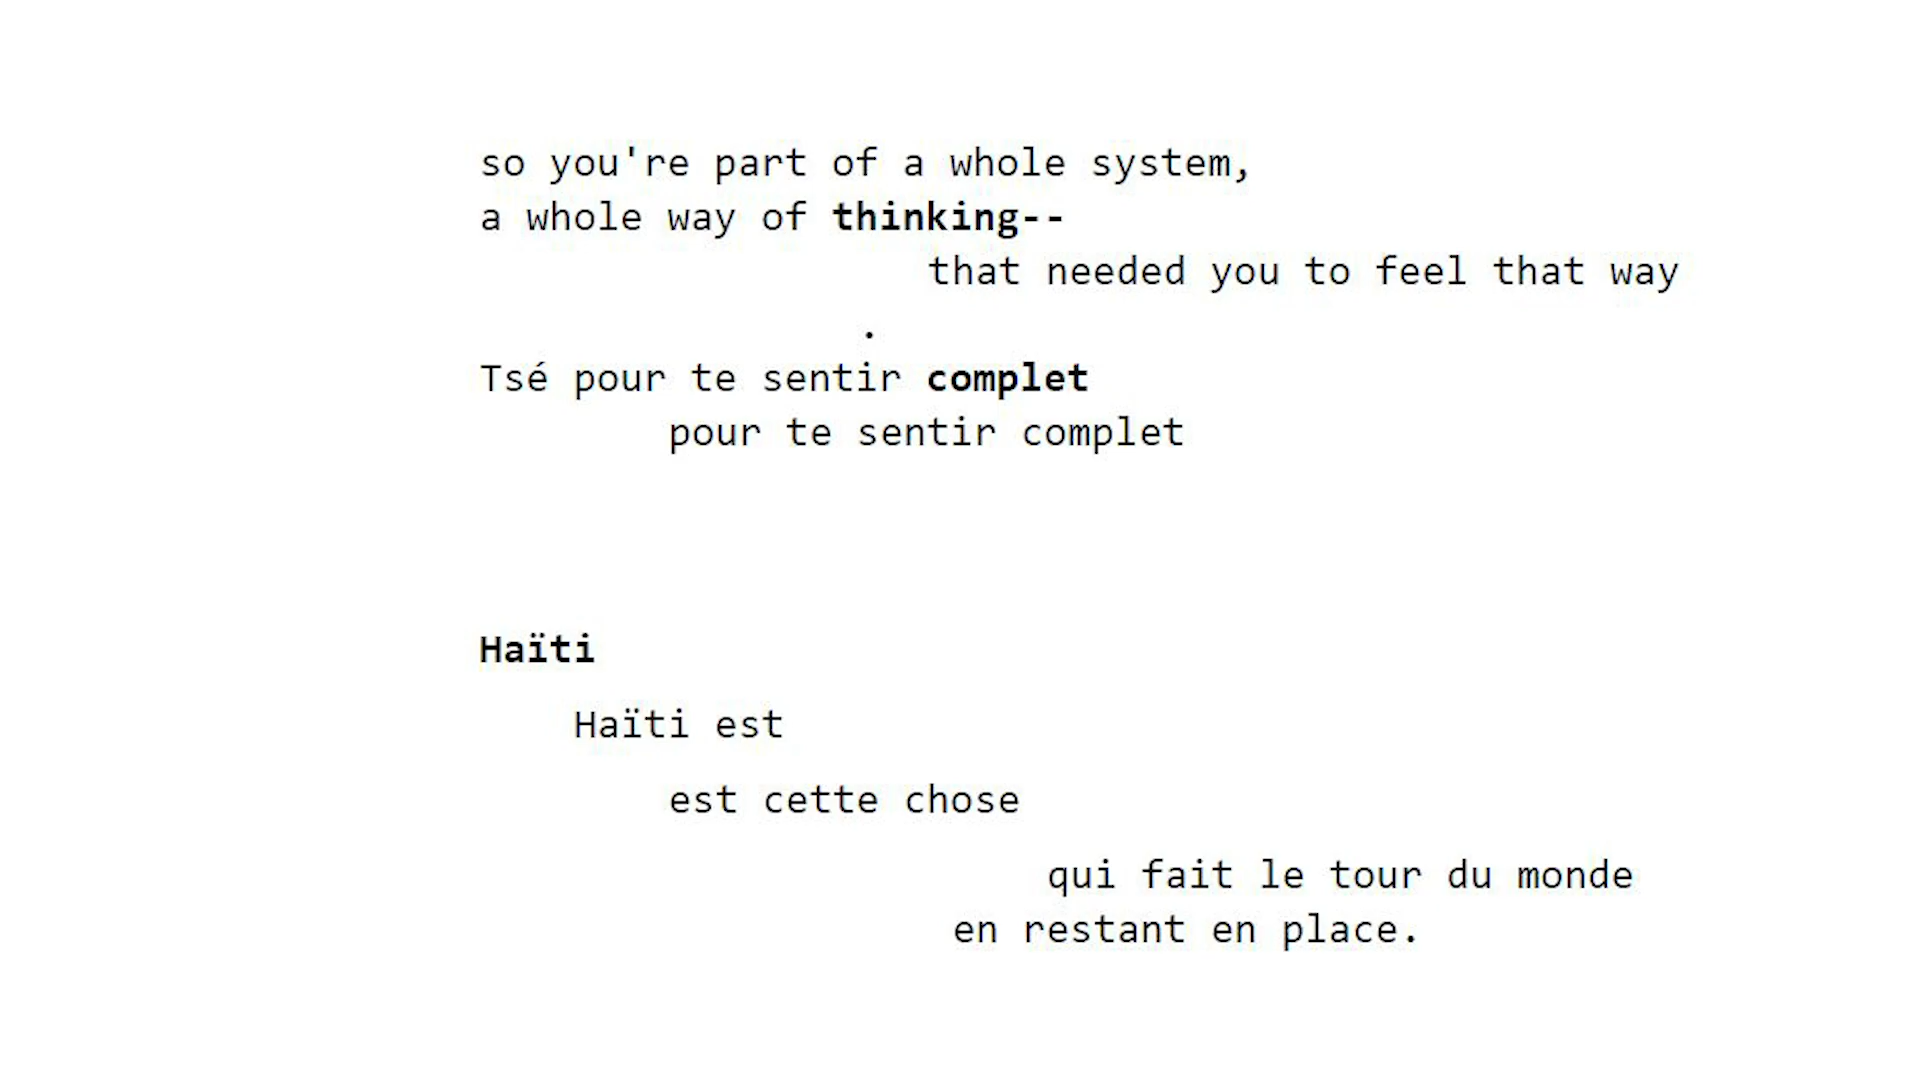 so you're part of a whole system,
a whole way of thinking--
that needed you to feel that way
.
Tsé pour te sentir complet
pour te sentir complet
Haïti
Haïti est
est cette chose
qui fait le tour du monde
en restant en place.